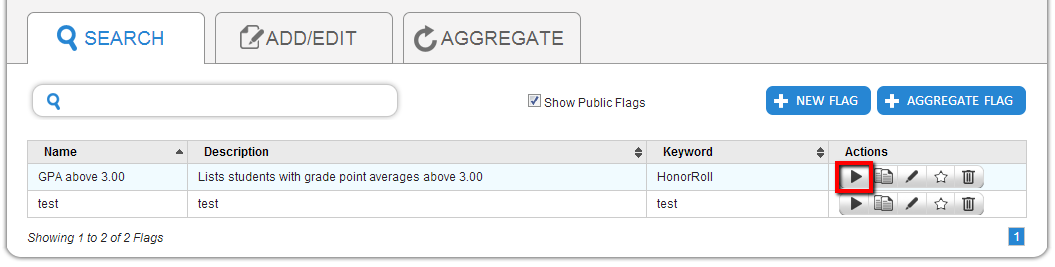 SEARCH ADD/EDIT AGGREGATE
Show Public Flags NEW FLAG AGGREGATE FLAG
Name Description Keyword Actions
GPA above 3.00 Lists students with grade point averages above 3.00 HonorRoll
test test test
Showing 1 to 2 of 2 Flags 1